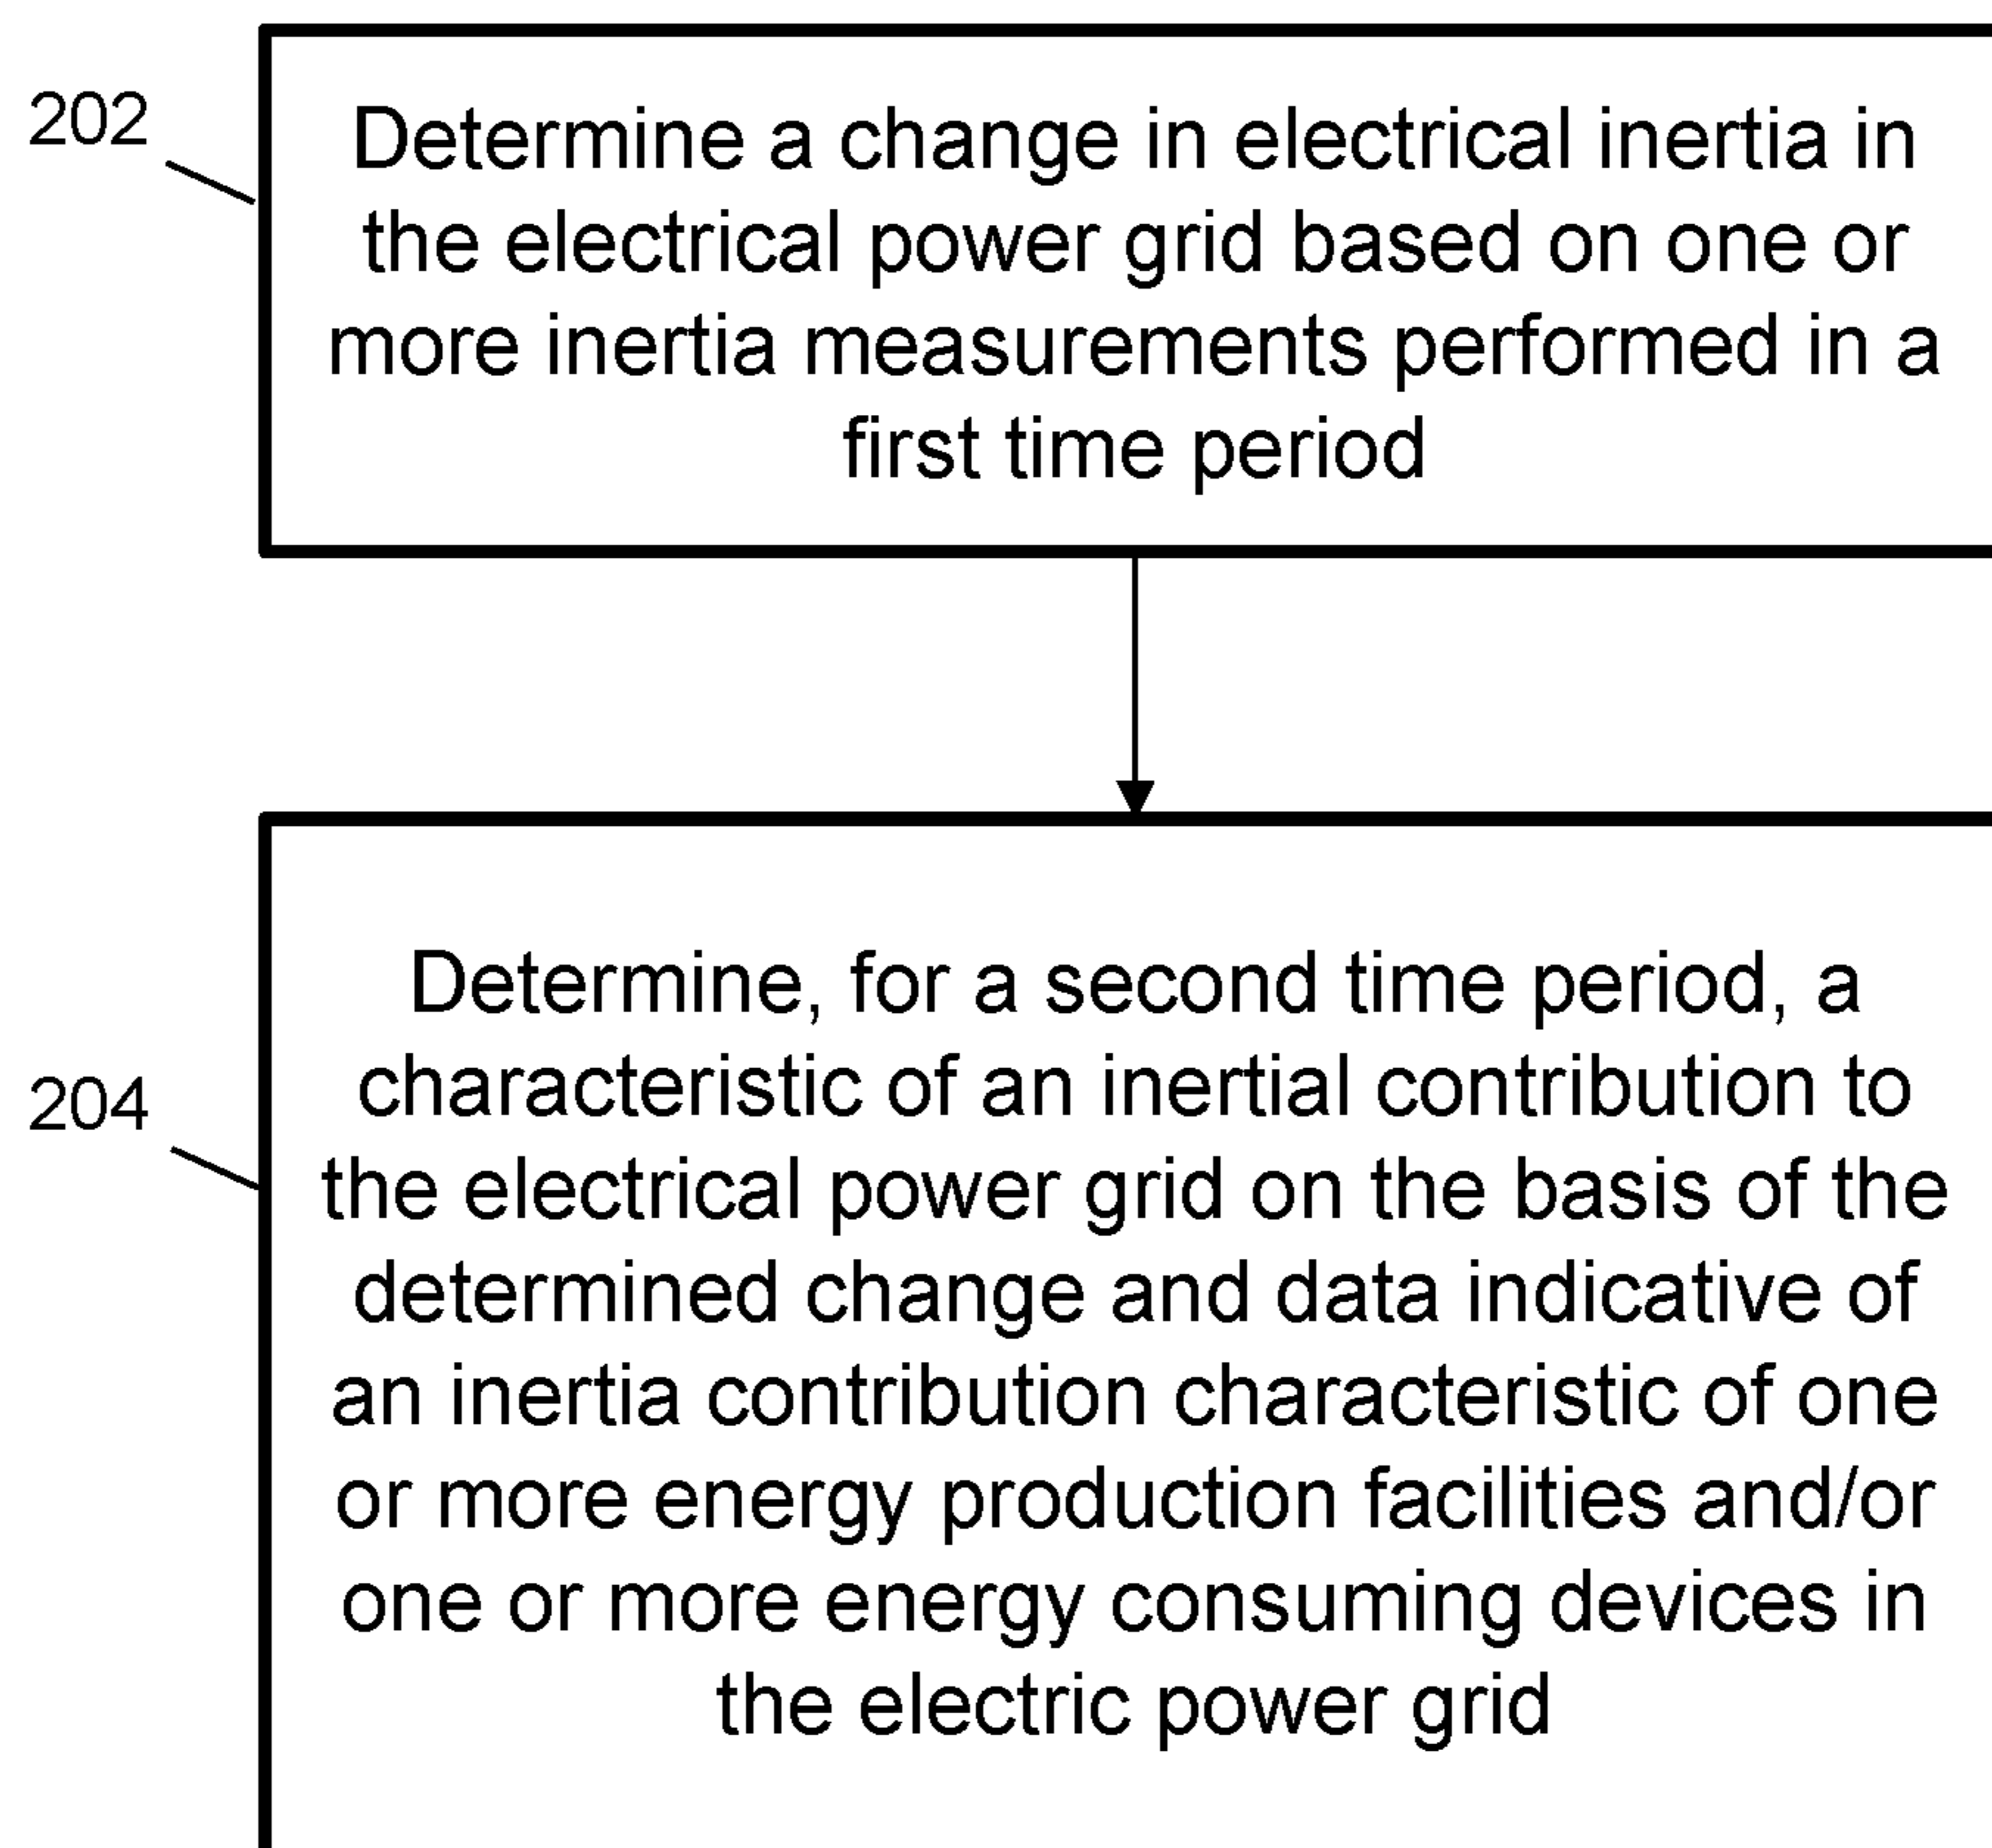 202
Determine a change in electrical inertia in
the electrical power grid based on one or
more inertia measurements performed in a
first time period
204
Determine, for a second time period, a
characteristic of an inertial contribution to
the electrical power grid on the basis of the
determined change and data indicative of
an inertia contribution characteristic of one
or more energy production facilities and/or
one or more energy consuming devices in
the electric power grid